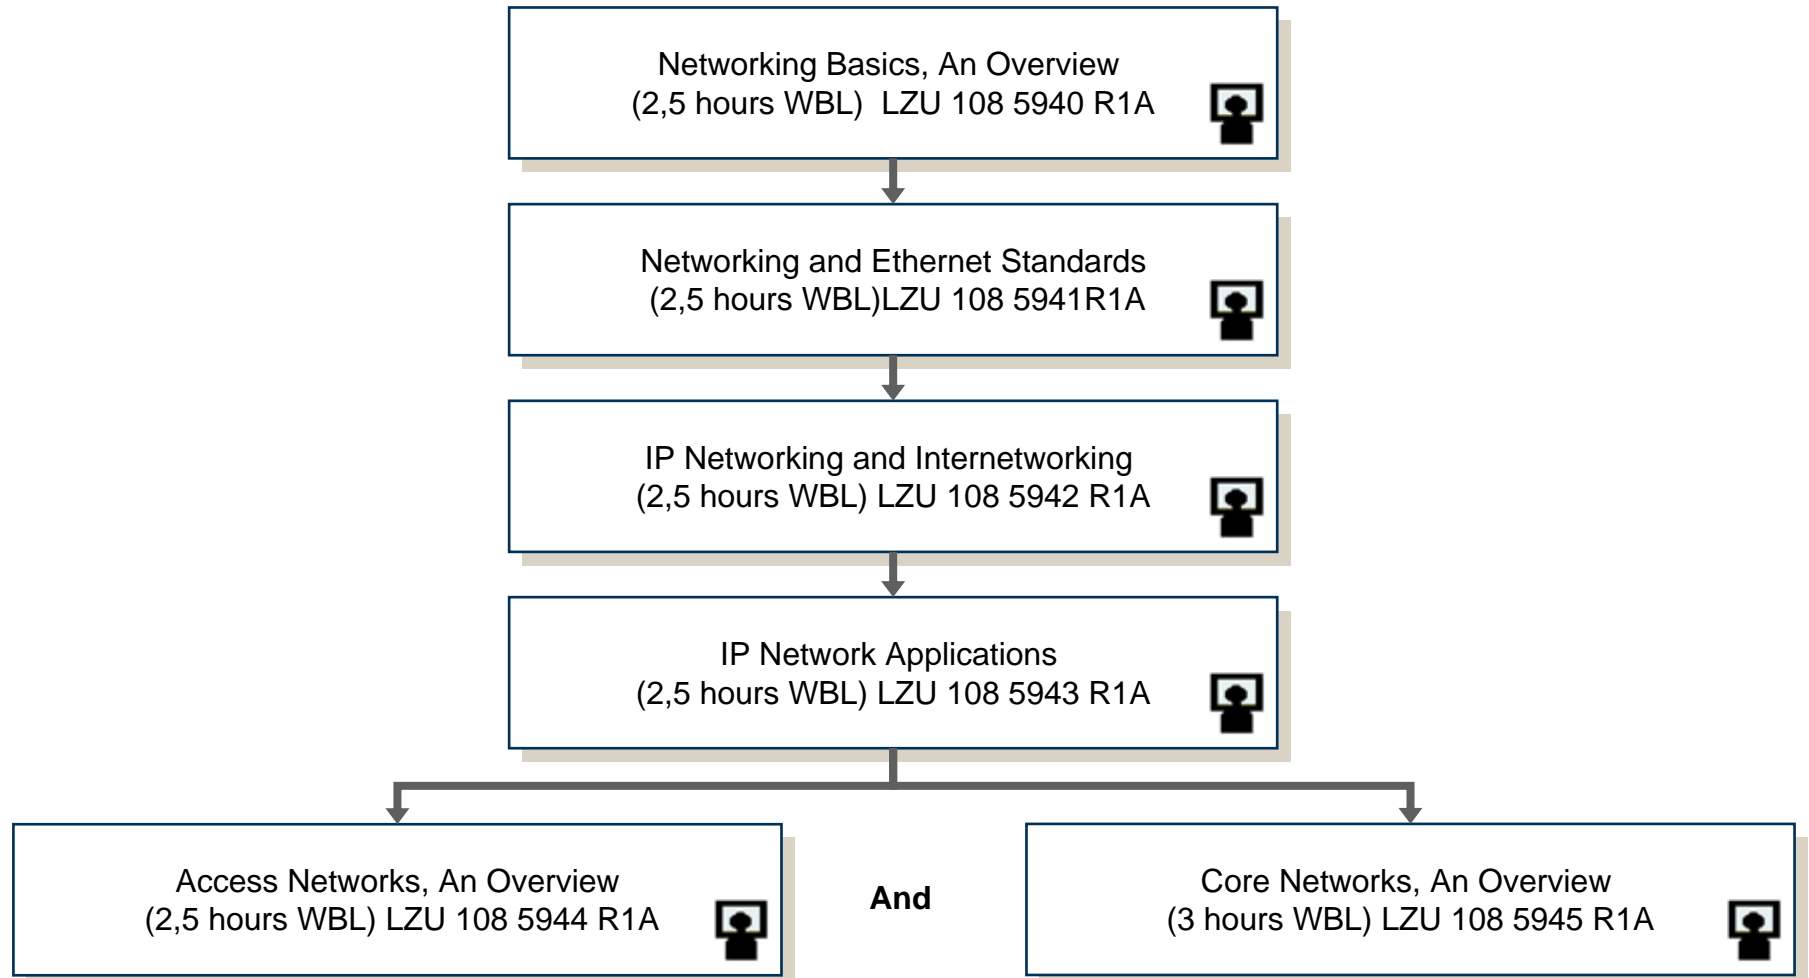 Networking Basics, An Overview
(2,5 hours WBL)  LZU 108 5940 R1A
Networking and Ethernet Standards
(2,5 hours WBL)LZU 108 5941R1A
IP Networking and Internetworking
(2,5 hours WBL) LZU 108 5942 R1A
IP Network Applications
(2,5 hours WBL) LZU 108 5943 R1A
Access Networks, An Overview
(2,5 hours WBL) LZU 108 5944 R1A
And
Core Networks, An Overview
(3 hours WBL) LZU 108 5945 R1A